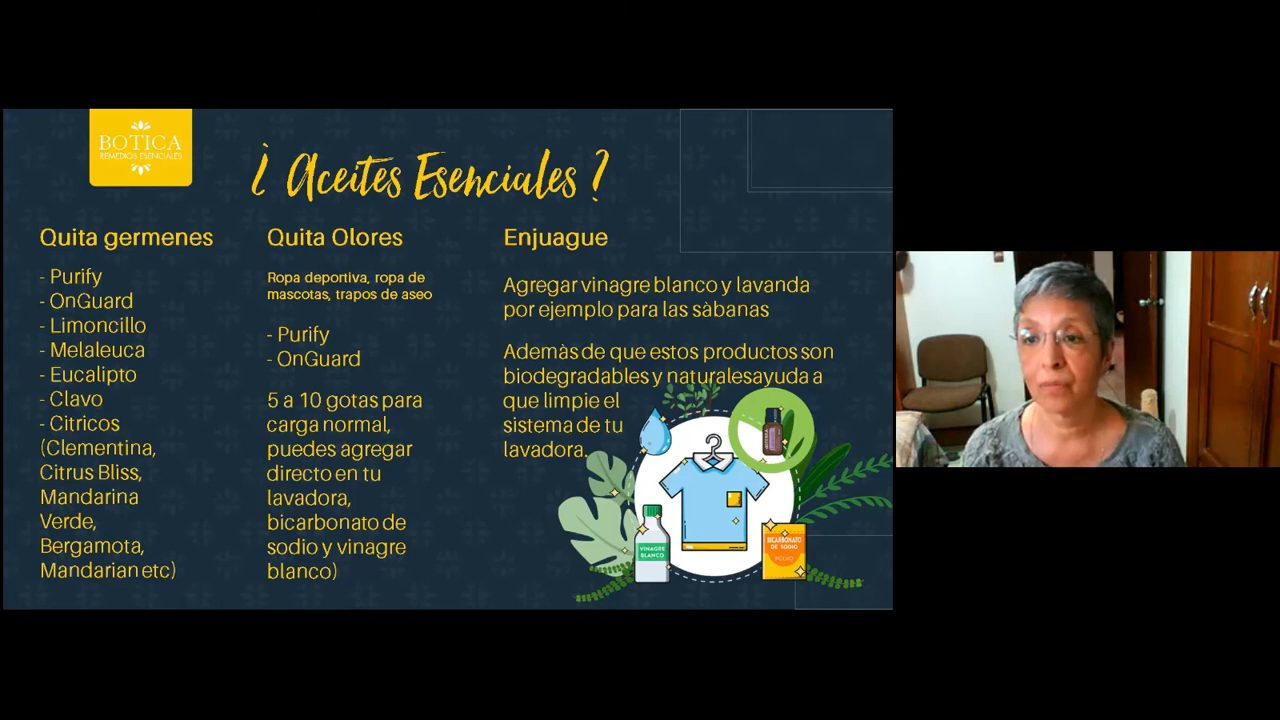 BOTICA
REMEDIOS ESENCIALES
¿ Aceites Esenciales ?
Quita germenes
- Purify
- OnGuard
- Limoncillo
- Melaleuca
- Eucalipto
- Clavo
- Citricos
(Clementina,
Citrus Bliss,
Mandarina
Verde,
Bergamota,
Mandarian etc)
Quita Olores
Ropa deportiva, ropa de
mascotas, trapos de aseo
- Purify
- OnGuard
5 a 10 gotas para
carga normal,
puedes agregar
directo en tu
lavadora,
bicarbonato de
sodio y vinagre
blanco)
Enjuague
Agregar vinagre blanco y lavanda
por ejemplo para las sàbanas
Ademàs de que estos productos son
biodegradables y naturalesayuda a
que limpie el
sistema de tu
lavadora.
VINAGRE
BLANCO
BICARBONATO
DE SODIO
POLVO